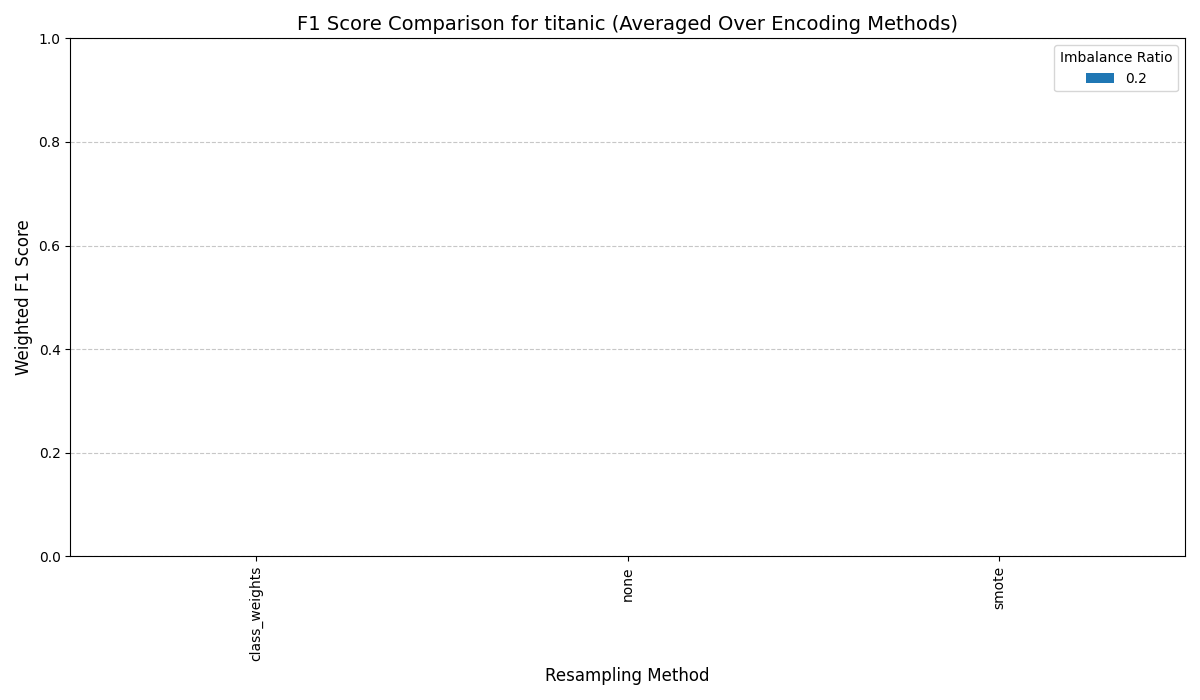 F1 Score Comparison for titanic (Averaged Over Encoding Methods)
Imbalance Ratio
0.2
Weighted F1 Score
1.0
0.8
0.6
0.4
0.2
0.0
class_weights
none
smote
Resampling Method